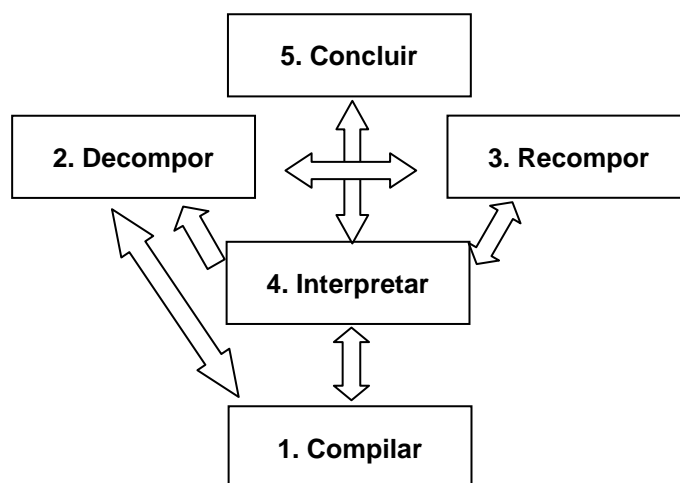 5. Concluir
2. Decompor
3. Recompor
4. Interpretar
1. Compilar